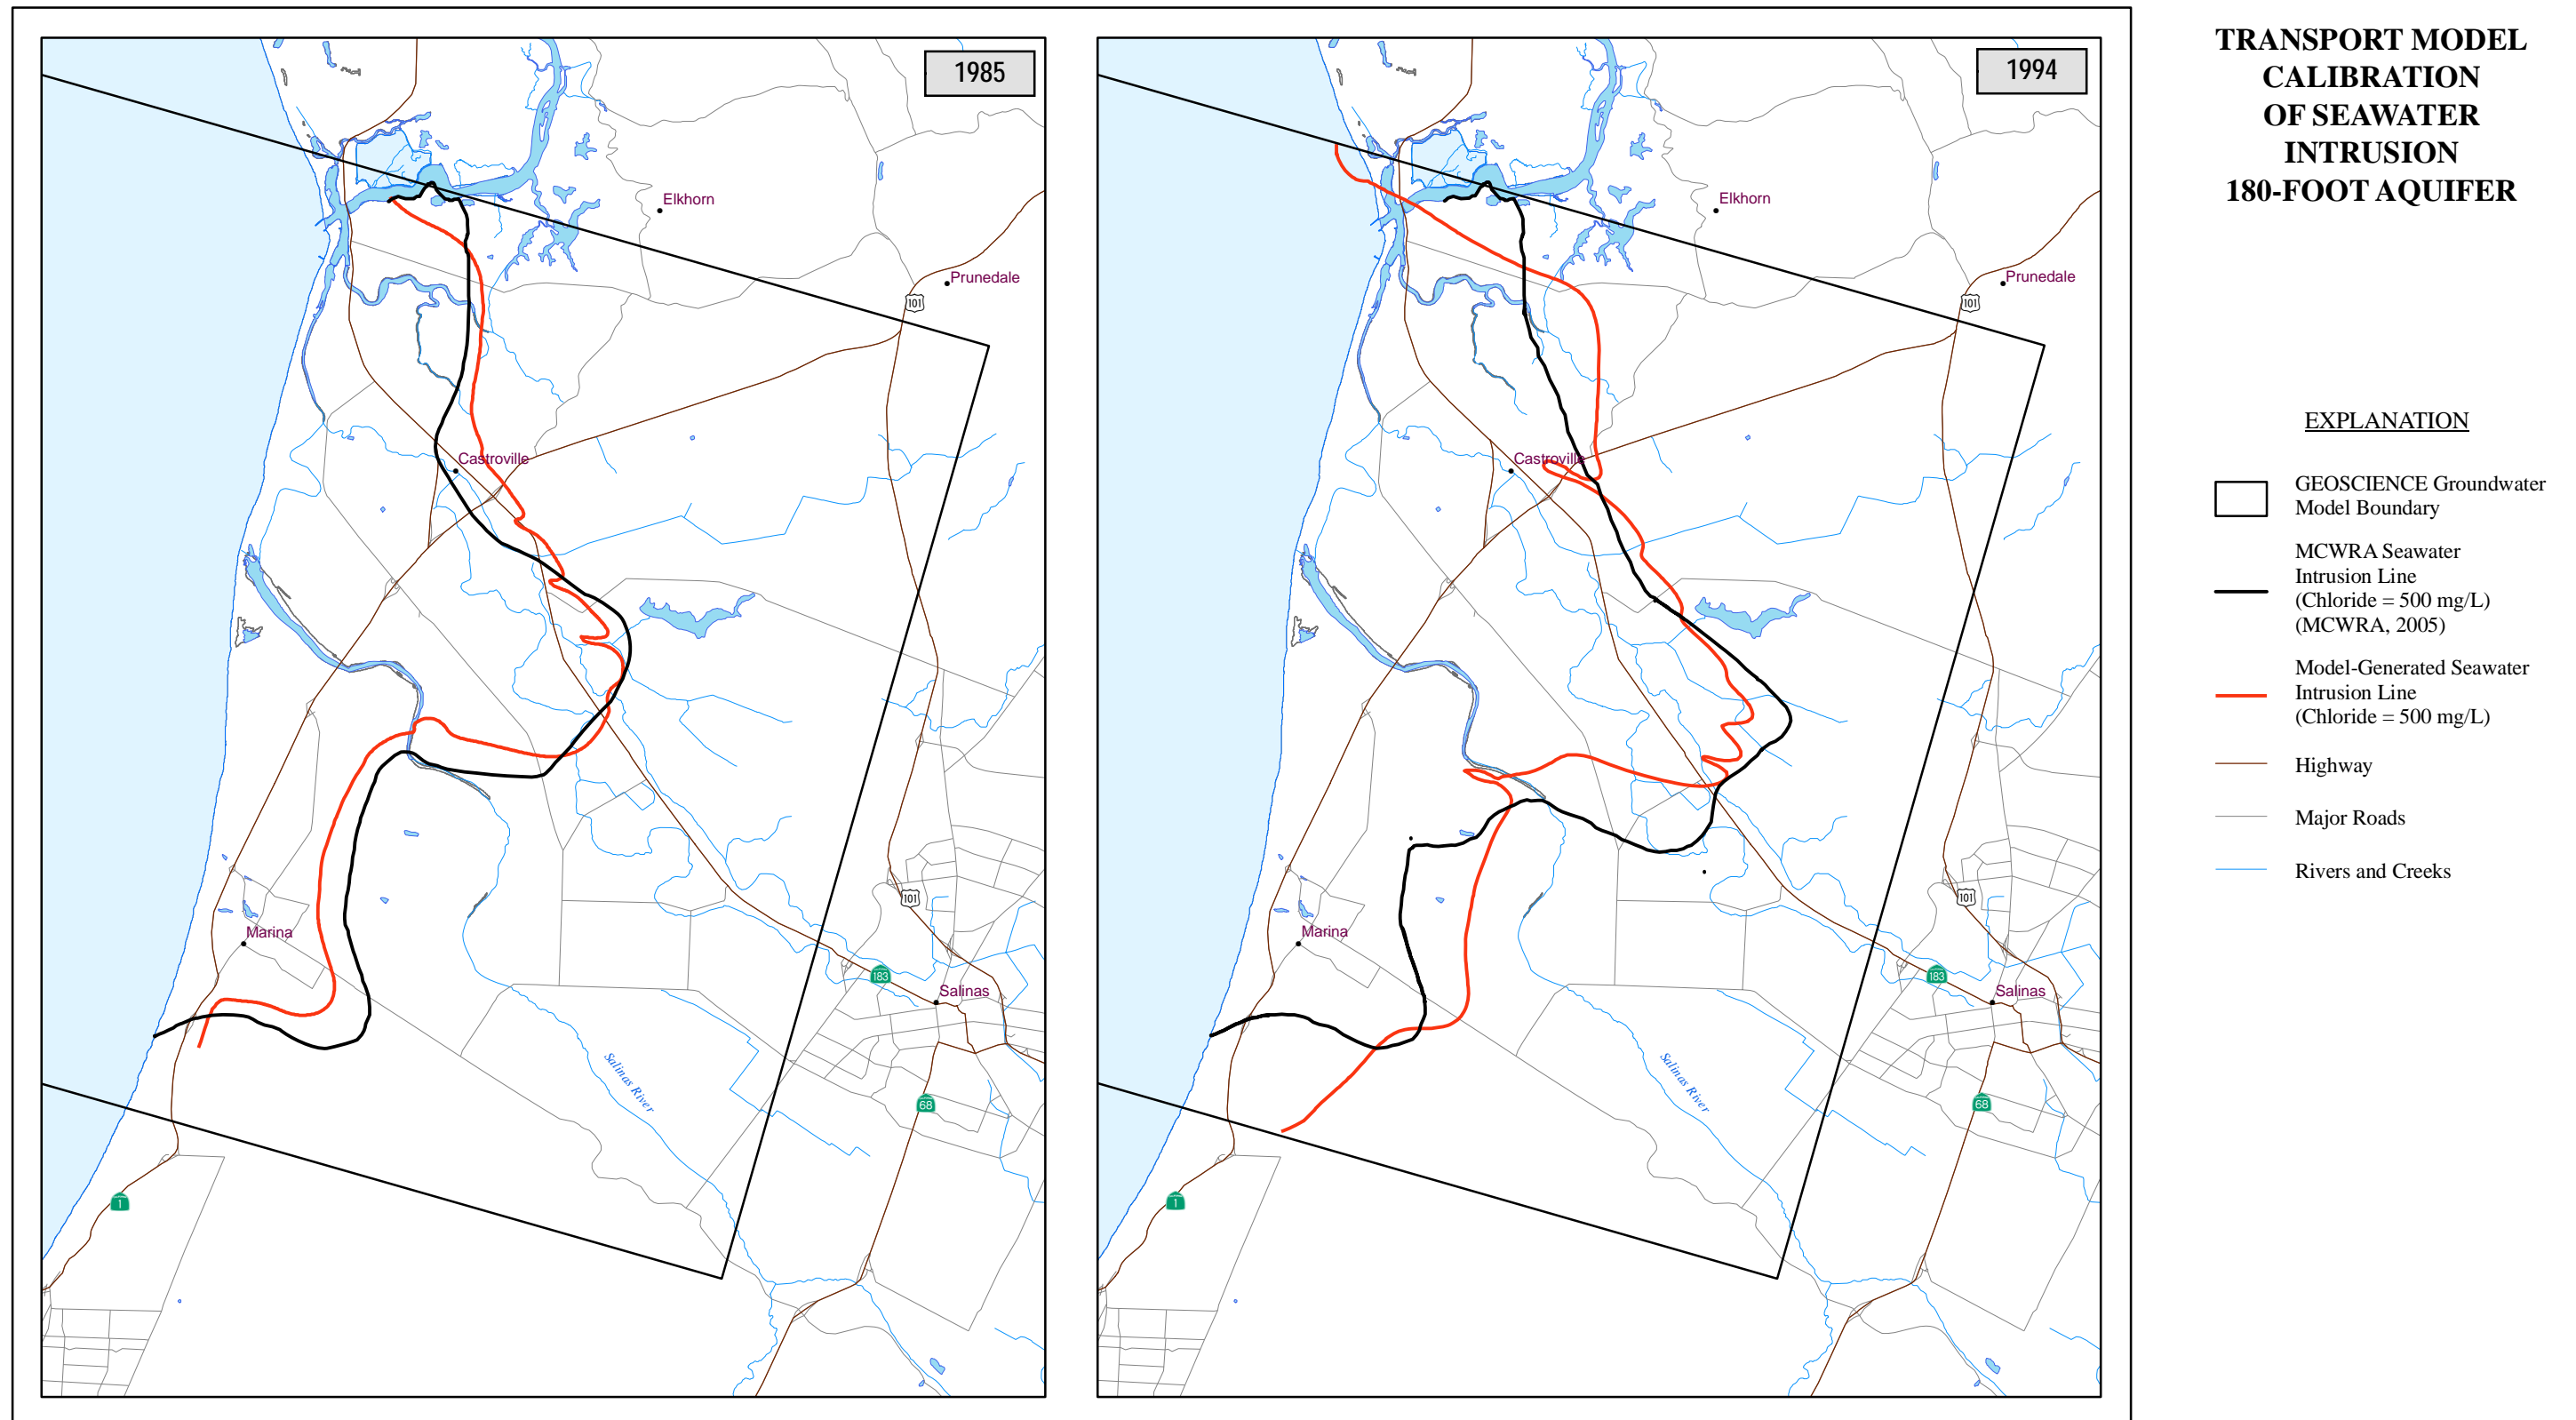 1985
Elkhorn
Prunedale
101
Castroville
Marina
101
183
Salinas
Salinas River
68
1
1994
Elkhorn
Prunedale
101
Castroville
Marina
101
183
Salinas
Salinas River
68
1
TRANSPORT MODEL
CALIBRATION
OF SEAWATER
INTRUSION
180-FOOT AQUIFER
EXPLANATION
GEOSCIENCE Groundwater
Model Boundary
MCWRA Seawater
Intrusion Line
(Chloride = 500 mg/L)
(MCWRA, 2005)
Model-Generated Seawater
Intrusion Line
(Chloride = 500 mg/L)
Highway
Major Roads
Rivers and Creeks